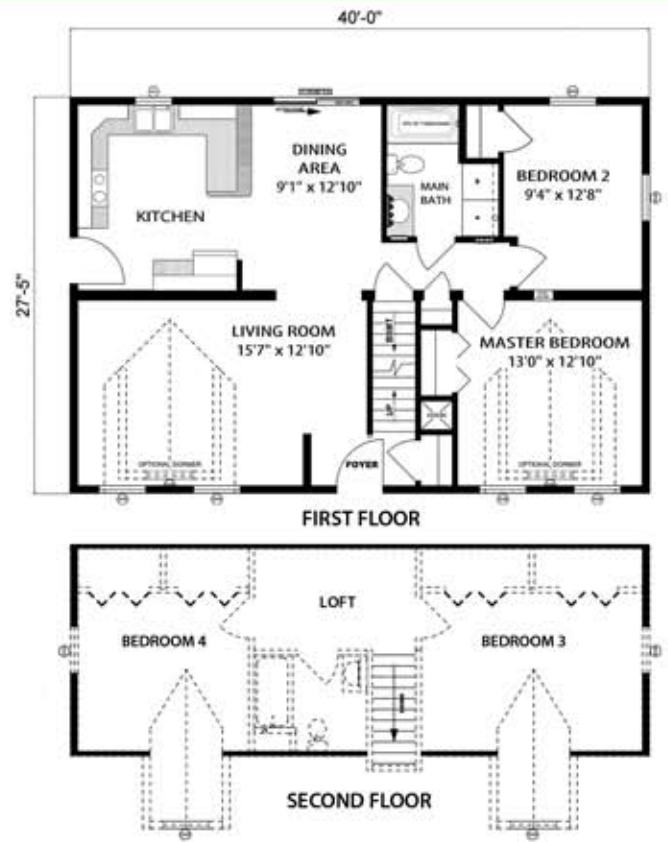 40'-0"
27'-5"
DINING
AREA
9'1" x 12'10"
KITCHEN
MAIN
BATH
BEDROOM 2
9'4" x 12'8"
LIVING ROOM
15'7" x 12'10"
UP
MASTER BEDROOM
13'0" x 12'10"
OPTIONAL DORMER
FOYER
OPTIONAL DORMER
FIRST FLOOR
LOFT
BEDROOM 4
BEDROOM 3
SECOND FLOOR